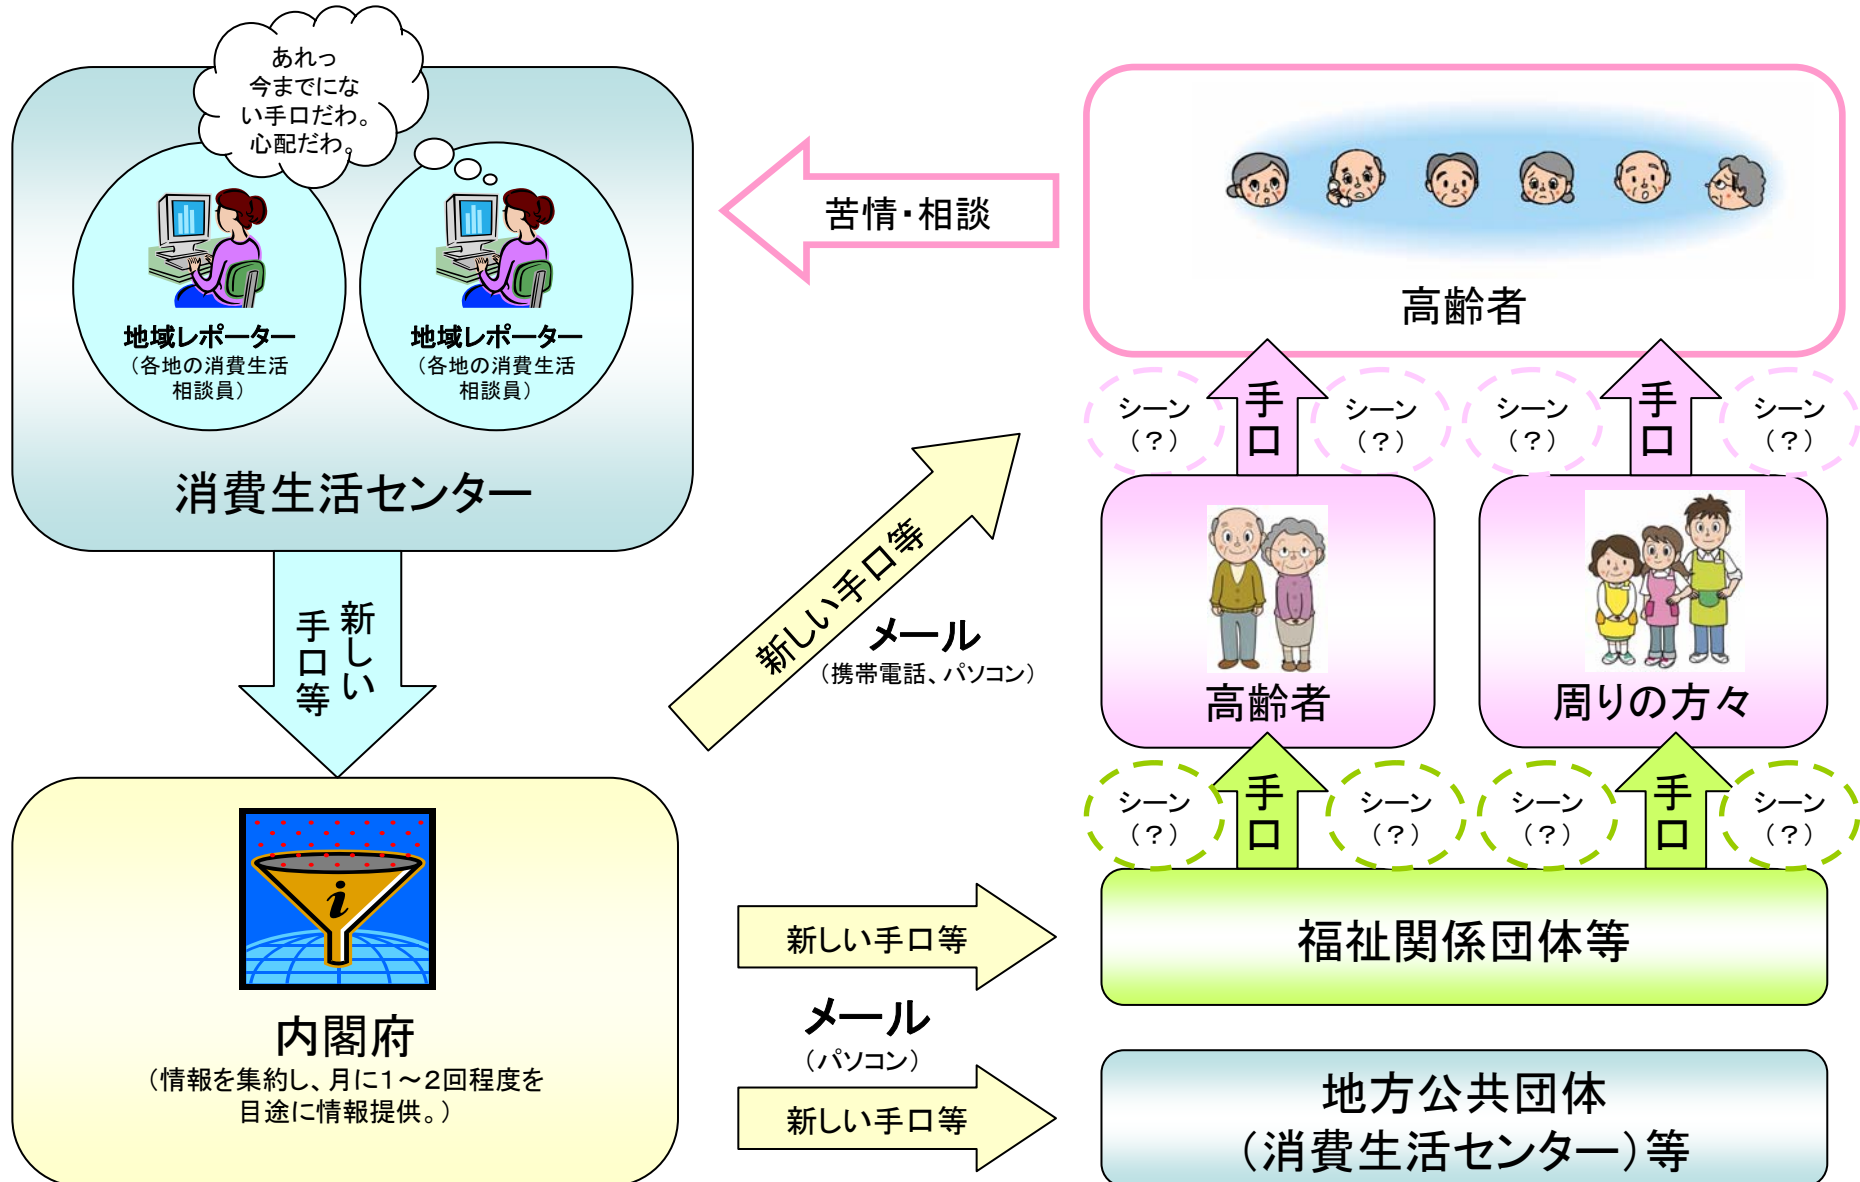 あれっ
今までにな
い手口だわ。
心配だわ。
地域レポーター
（各地の消費生活
相談員）
地域レポーター
（各地の消費生活
相談員）
消費生活センター
苦情・相談
高齢者
シーン
（？）
手口
シーン
（？）
シーン
（？）
手口
シーン
（？）
新しい
手口等
新しい手口等
メール
（携帯電話、パソコン）
高齢者
周りの方々
シーン
（？）
手口
シーン
（？）
シーン
（？）
手口
シーン
（？）
内閣府
（情報を集約し、月に１～２回程度を
目途に情報提供。）
i
新しい手口等
メール
（パソコン）
新しい手口等
福祉関係団体等
地方公共団体
（消費生活センター）等